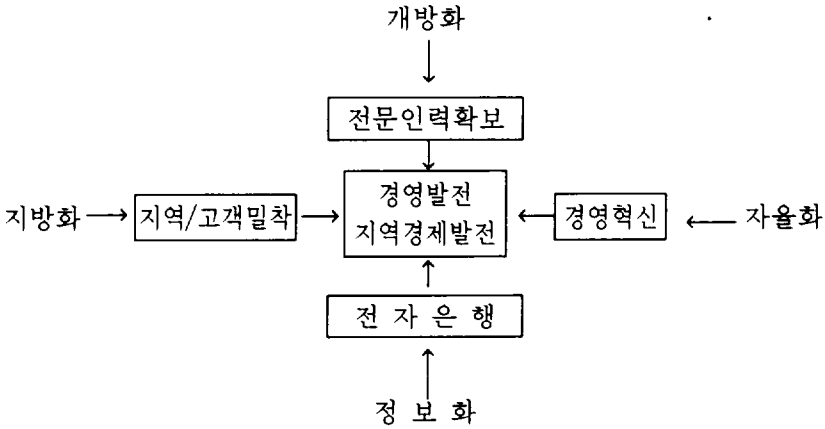 개방화
전문인력확보
경영발전
지방화 지역/고객밀착 경영혁신 자율화
지역경제발전
전 자 은 행
정 보 화